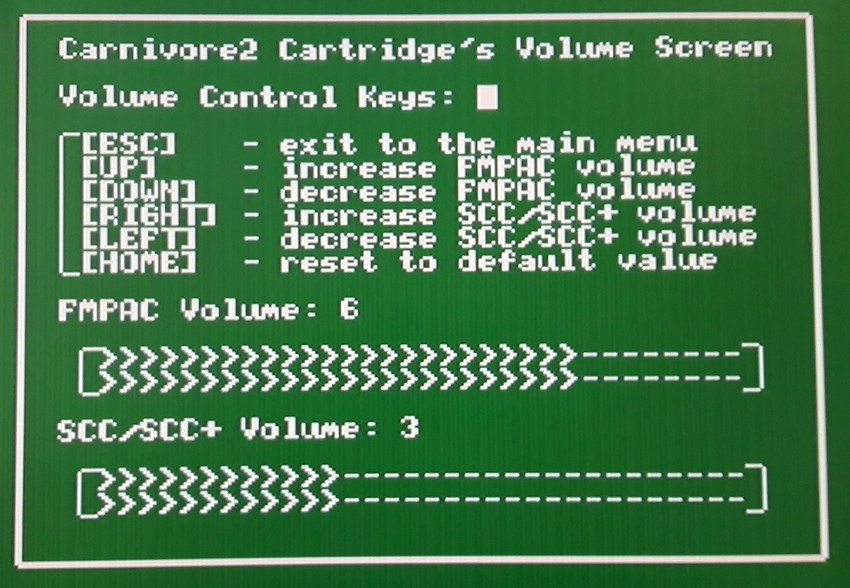 Carnivore2 Cartridge's Volume Screen
Volume Control Keys:
[ESC] - exit to the main menu
[UP] - increase FMPAC volume
[DOWN] - decrease FMPAC volume
[RIGHT] - increase SCC/SCC+ volume
[LEFT] - decrease SCC/SCC+ volume
[HOME] - reset to default value
FMPAC Volume: 6
SCC/SCC+ Volume: 3